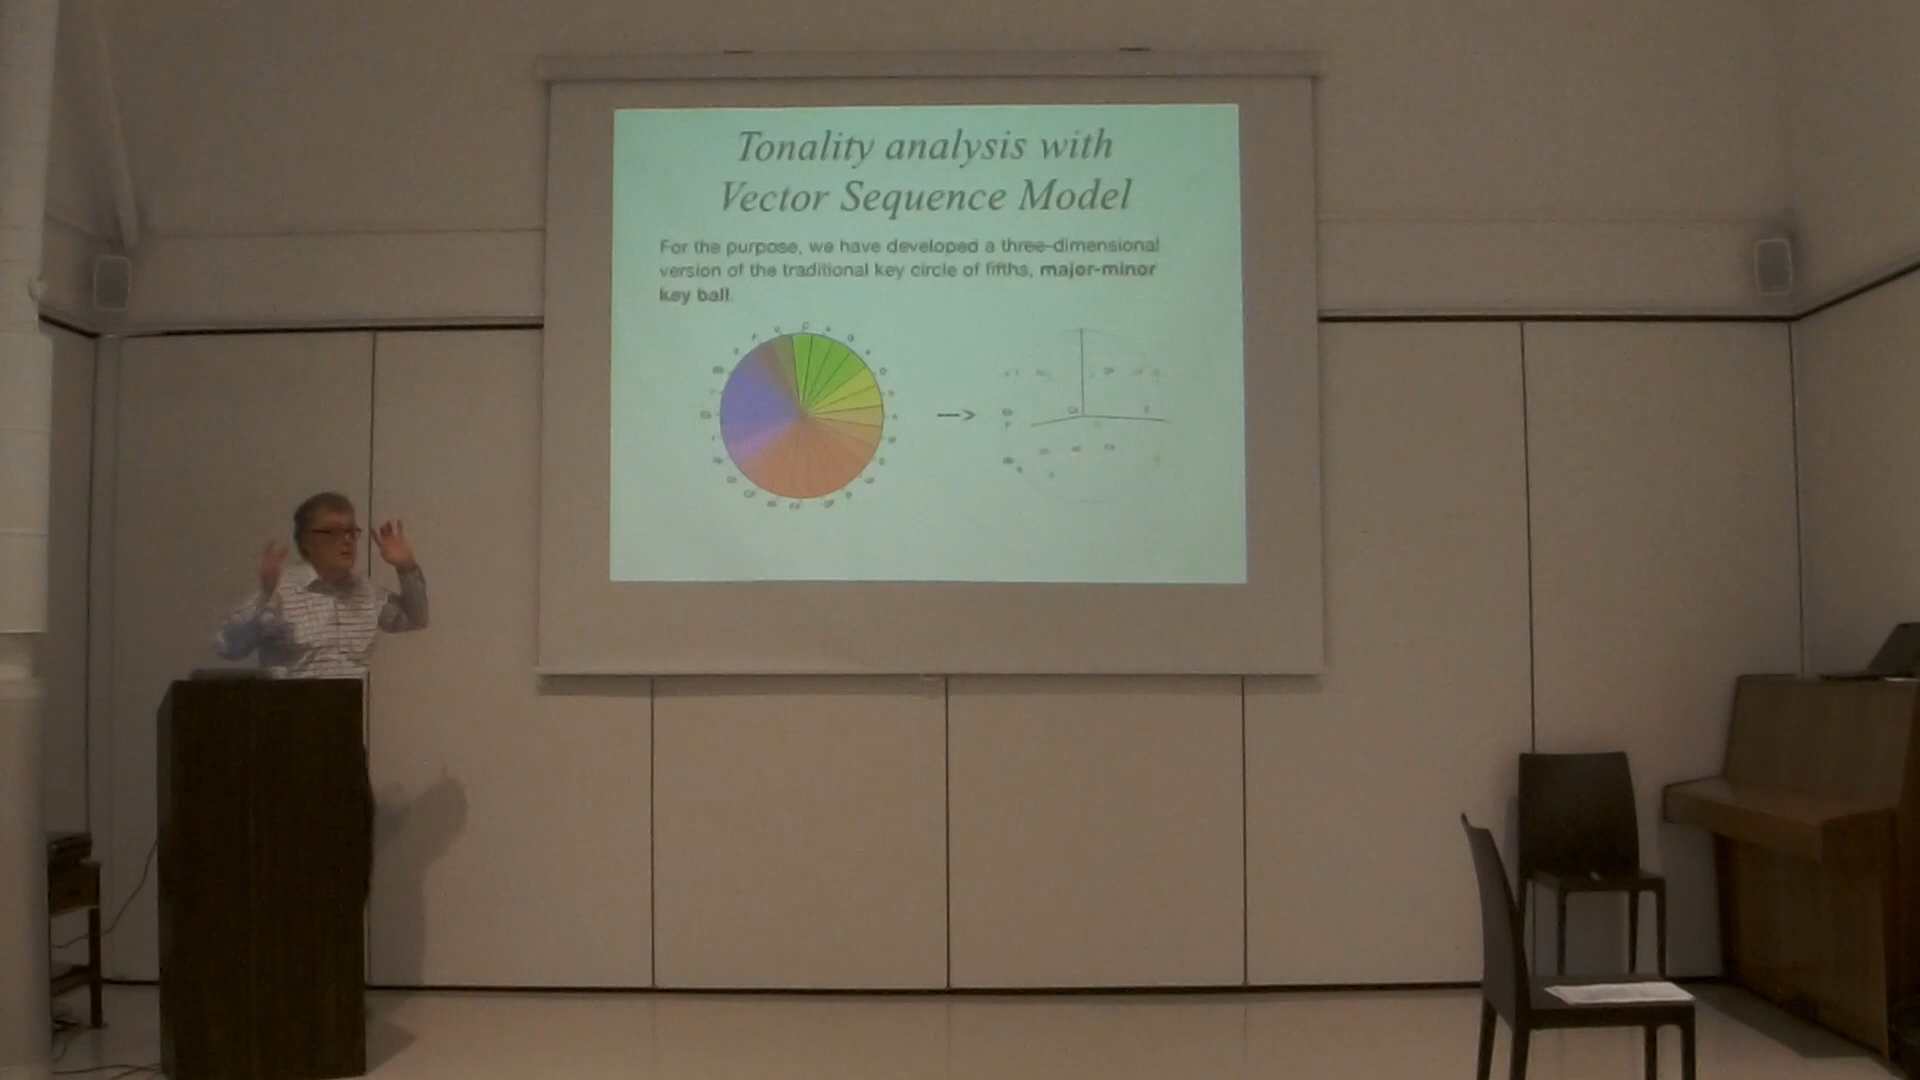 Tonality analysis with
Vector Sequence Model
For the purpose, we have developed a three-dimensional
version of the traditional key circle of fifths, major-minor
key ball.
-->